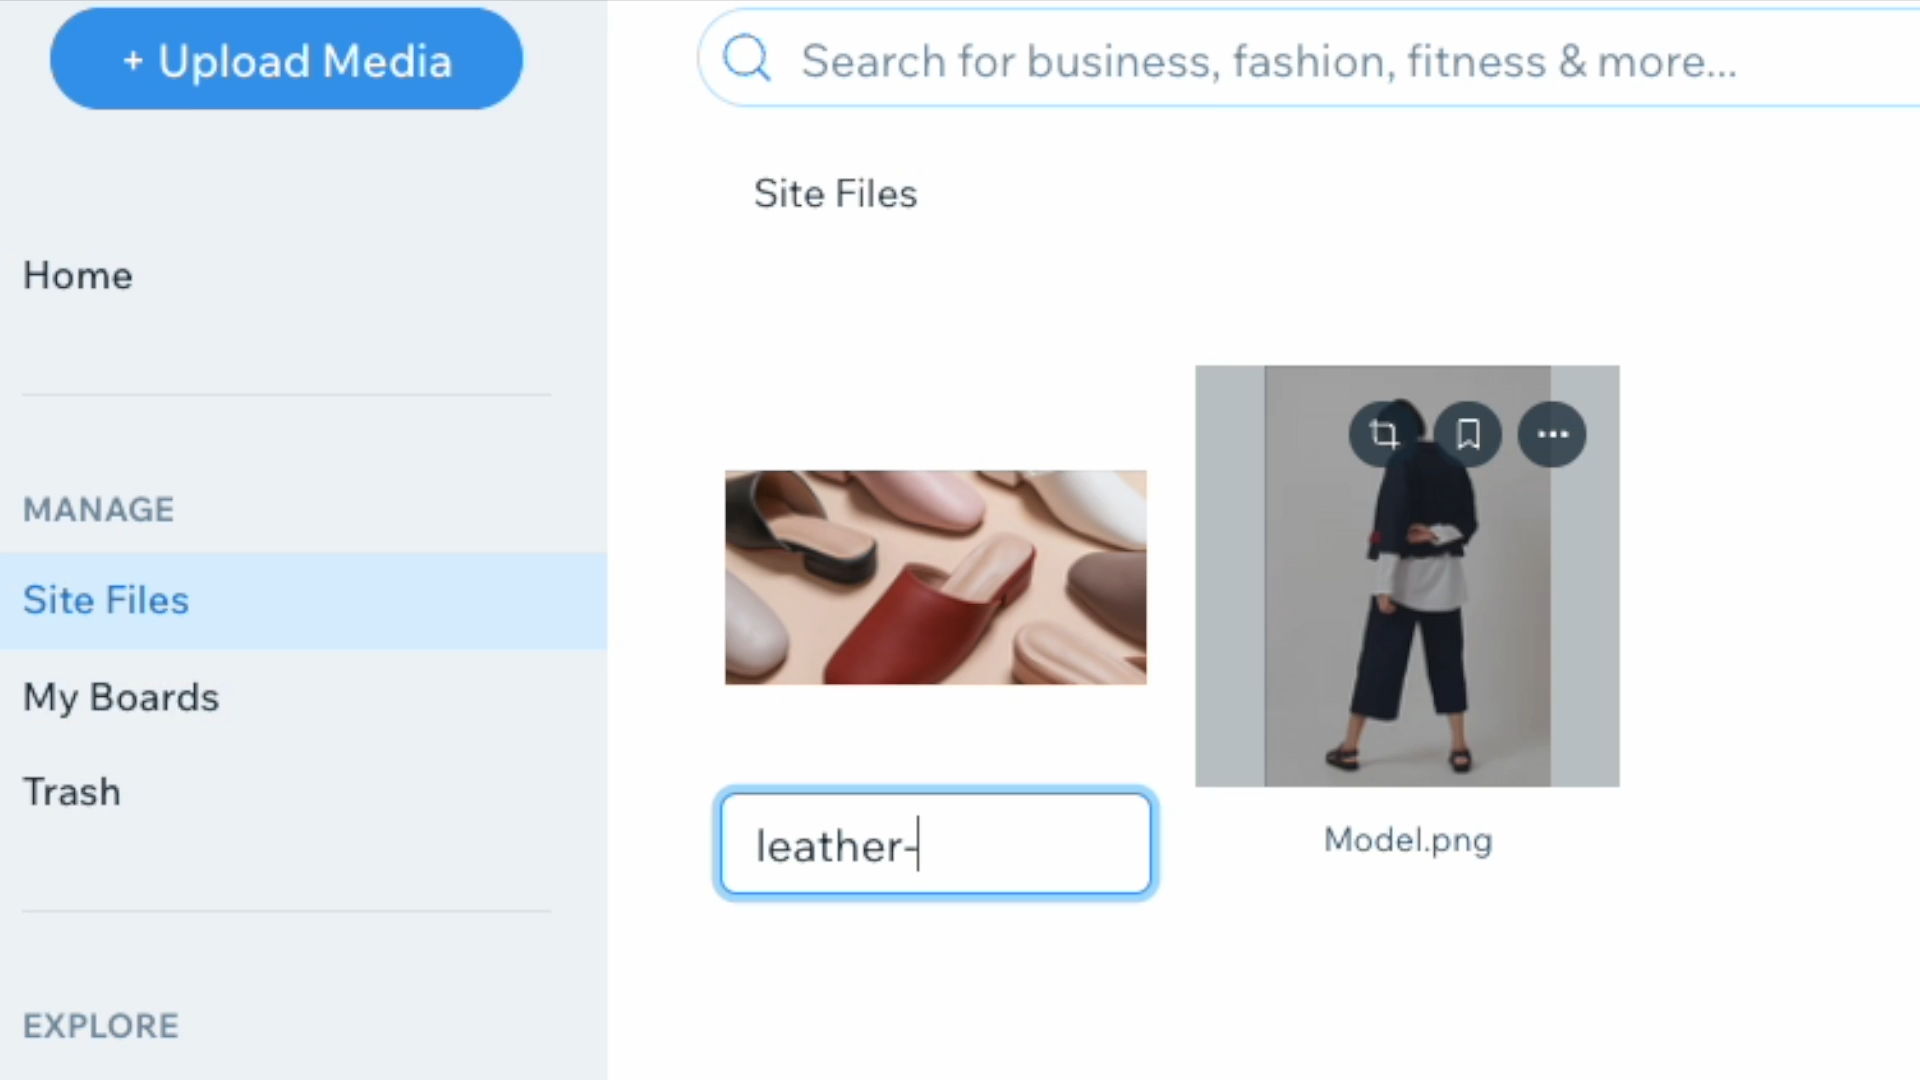 + Upload Media
Search for business, fashion, fitness & more...
Site Files
Home
MANAGE
Site Files
My Boards
Trash
leather-
Model.png
EXPLORE